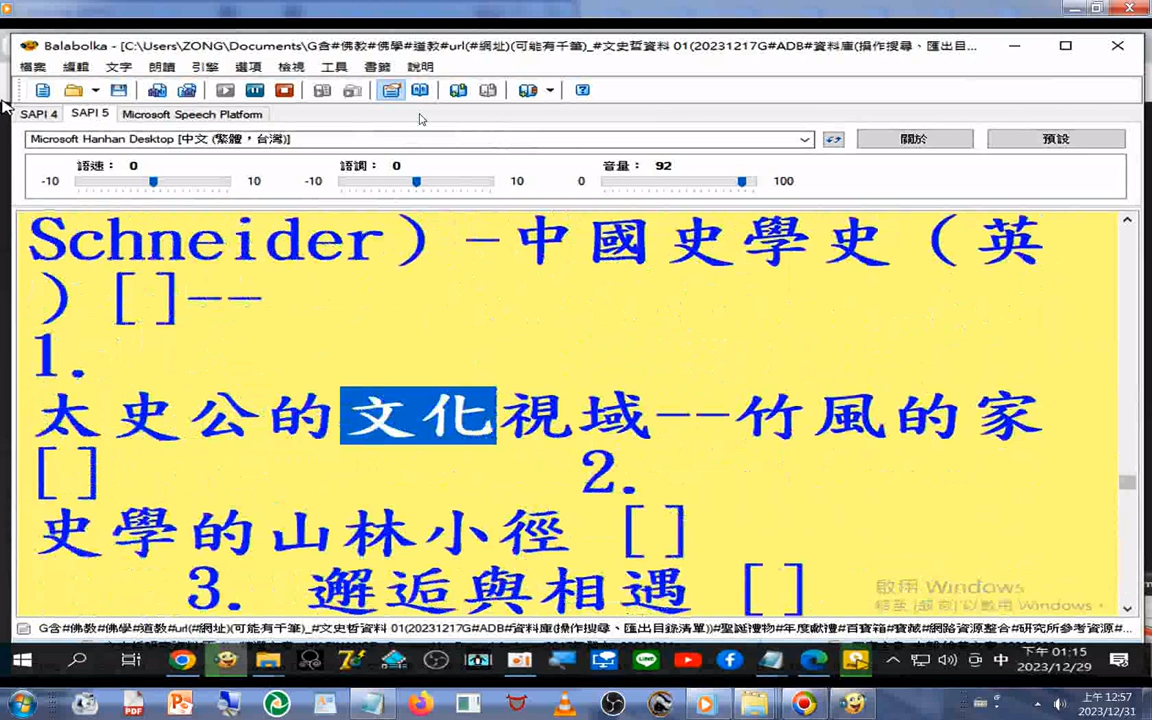 Balabolka - [C:\Users\ZONG\Documents\G含#佛教#佛學#道教#url(#網址)(可能有千筆)_#文史哲資料 01(20231217G#ADB#資料庫(操作搜尋、匯出目...
檔案 編輯 文字 朗讀 引擎 選項 檢視 工具 書籤 說明
SAPI 4 SAPI 5 Microsoft Speech Platform
Microsoft Hanhan Desktop [中文 (繁體，台灣)] 關於 預設
語速： 0 語調： 0 音量： 92
-10 10 -10 10 0 100
Schneider）-中國史學史（英
）[]--
1.
太史公的文化視域--竹風的家
[] 2.
史學的山林小徑 []
3. 邂逅與相遇 []
啟用 Windows
G含#佛教#佛學#道教#url(#網址)(可能有千筆)_#文史哲資料 01(20231217G#ADB#資料庫(操作搜尋、匯出目錄清單))#聖誕禮物#年度獻禮#百寶箱#寶藏#網路資源整合#研究所參考資源#...
中 下午 01:15
2023/12/29
上午 12:57
2023/12/31